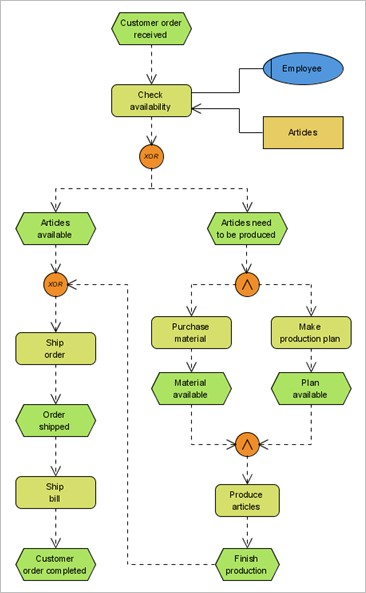 Customer order
received
Check
availability
Employee
Articles
XOR
Articles
available
Articles need
to be produced
XOR
Purchase
material
Make
production plan
Ship
order
Material
available
Plan
available
Order
shipped
Ship
bill
Produce
articles
Customer
order completed
Finish
production